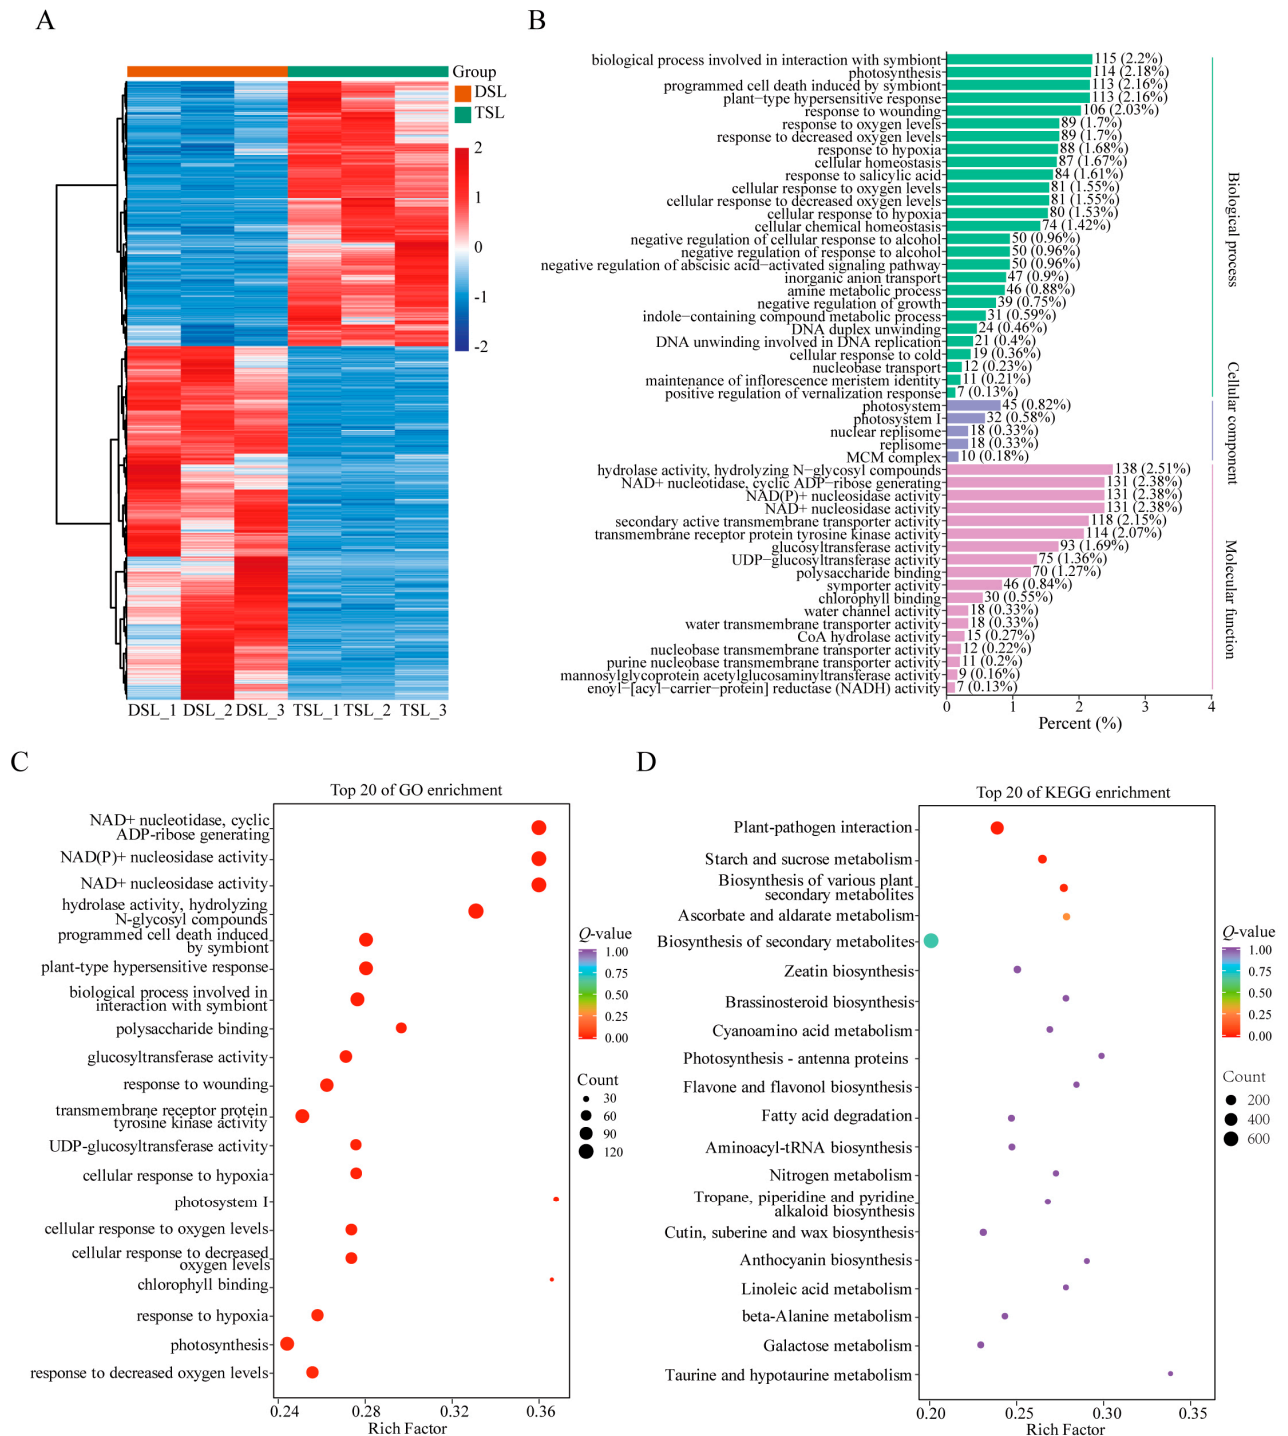 A
Group
DSL
TSL
2
1
0
-1
-2
DSL_1 DSL_2 DSL_3 TSL_1 TSL_2 TSL_3
B
biological process involved in interaction with symbiont 115 (2.2%)
photosynthesis 114 (2.18%)
programmed cell death induced by symbiont 113 (2.16%)
plant−type hypersensitive response 113 (2.16%)
response to wounding 106 (2.03%)
response to oxygen levels 89 (1.7%)
response to decreased oxygen levels 89 (1.7%)
response to hypoxia 88 (1.68%)
cellular homeostasis 87 (1.67%)
response to salicylic acid 84 (1.61%)
cellular response to oxygen levels 81 (1.55%)
cellular response to decreased oxygen levels 81 (1.55%)
cellular response to hypoxia 80 (1.53%)
cellular chemical homeostasis 74 (1.42%)
negative regulation of cellular response to alcohol 50 (0.96%)
negative regulation of response to alcohol 50 (0.96%)
negative regulation of abscisic acid−activated signaling pathway 50 (0.96%)
inorganic anion transport 47 (0.9%)
amine metabolic process 46 (0.88%)
negative regulation of growth 39 (0.75%)
indole−containing compound metabolic process 31 (0.59%)
DNA duplex unwinding 24 (0.46%)
DNA unwinding involved in DNA replication 21 (0.4%)
cellular response to cold 19 (0.36%)
nucleobase transport 12 (0.23%)
maintenance of inflorescence meristem identity 11 (0.21%)
positive regulation of vernalization response 7 (0.13%)
photosystem 45 (0.82%)
photosystem I 32 (0.58%)
nuclear replisome 18 (0.33%)
replisome 18 (0.33%)
MCM complex 10 (0.18%)
hydrolase activity, hydrolyzing N−glycosyl compounds 138 (2.51%)
NAD+ nucleotidase, cyclic ADP−ribose generating 131 (2.38%)
NAD(P)+ nucleosidase activity 131 (2.38%)
NAD+ nucleosidase activity 131 (2.38%)
secondary active transmembrane transporter activity 118 (2.15%)
transmembrane receptor protein tyrosine kinase activity 114 (2.07%)
glucosyltransferase activity 93 (1.69%)
UDP−glucosyltransferase activity 75 (1.36%)
polysaccharide binding 70 (1.27%)
symporter activity 46 (0.84%)
chlorophyll binding 30 (0.55%)
water channel activity 18 (0.33%)
water transmembrane transporter activity 18 (0.33%)
CoA hydrolase activity 15 (0.27%)
nucleobase transmembrane transporter activity 12 (0.22%)
purine nucleobase transmembrane transporter activity 11 (0.2%)
mannosylglycoprotein acetylglucosaminyltransferase activity 9 (0.16%)
enoyl−[acyl−carrier−protein] reductase (NADH) activity 7 (0.13%)
0 1 2 3 4
Percent (%)
Biological process
Cellular component
Molecular function
C
Top 20 of GO enrichment
NAD+ nucleotidase, cyclic
ADP-ribose generating
NAD(P)+ nucleosidase activity
NAD+ nucleosidase activity
hydrolase activity, hydrolyzing
N-glycosyl compounds
programmed cell death induced
by symbiont
plant-type hypersensitive response
biological process involved in
interaction with symbiont
polysaccharide binding
glucosyltransferase activity
response to wounding
transmembrane receptor protein
tyrosine kinase activity
UDP-glucosyltransferase activity
cellular response to hypoxia
photosystem I
cellular response to oxygen levels
cellular response to decreased
oxygen levels
chlorophyll binding
response to hypoxia
photosynthesis
response to decreased oxygen levels
0.24 0.28 0.32 0.36
Rich Factor
Q-value
1.00
0.75
0.50
0.25
0.00
Count
30
60
90
120
D
Top 20 of KEGG enrichment
Plant-pathogen interaction
Starch and sucrose metabolism
Biosynthesis of various plant
secondary metabolites
Ascorbate and aldarate metabolism
Biosynthesis of secondary metabolites
Zeatin biosynthesis
Brassinosteroid biosynthesis
Cyanoamino acid metabolism
Photosynthesis - antenna proteins
Flavone and flavonol biosynthesis
Fatty acid degradation
Aminoacyl-tRNA biosynthesis
Nitrogen metabolism
Tropane, piperidine and pyridine
alkaloid biosynthesis
Cutin, suberine and wax biosynthesis
Anthocyanin biosynthesis
Linoleic acid metabolism
beta-Alanine metabolism
Galactose metabolism
Taurine and hypotaurine metabolism
0.20 0.25 0.30 0.35
Rich Factor
Q-value
1.00
0.75
0.50
0.25
0.00
Count
200
400
600